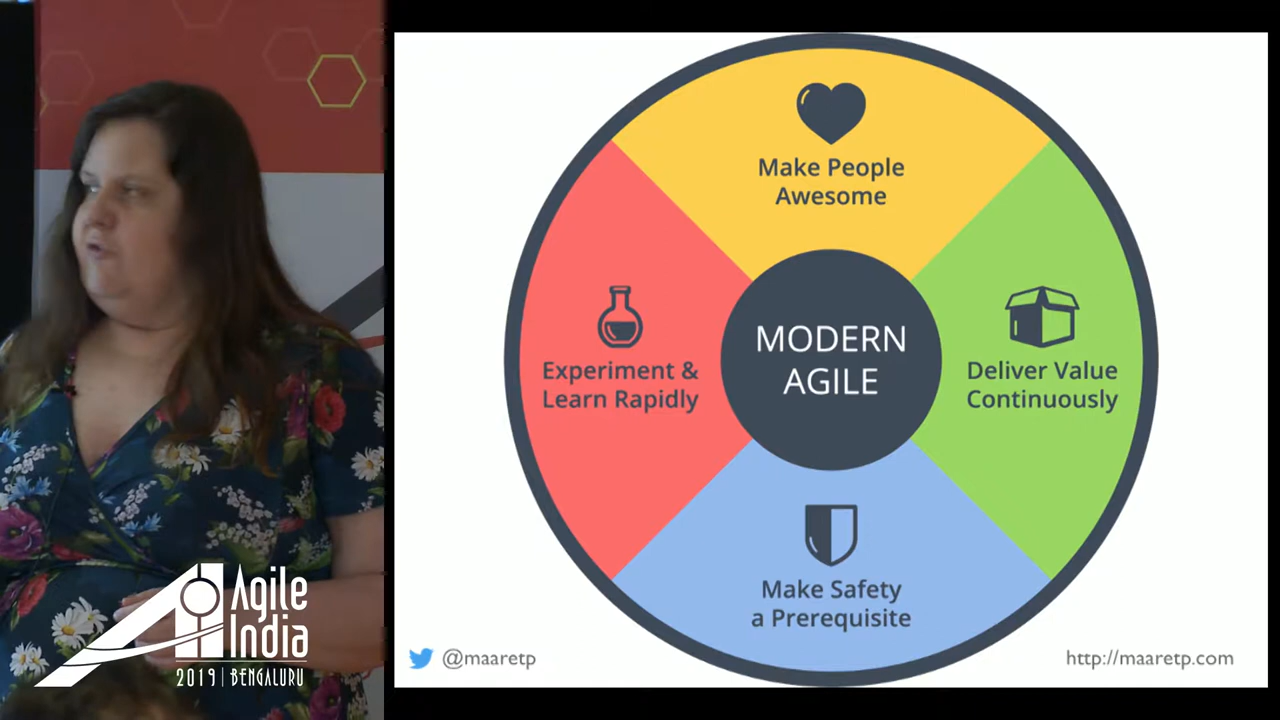 Make People
Awesome
Experiment &
Learn Rapidly
MODERN
AGILE
Deliver Value
Continuously
Make Safety
a Prerequisite
@maaretp
http://maaretp.com
Agile
India
2019 | BENGALURU